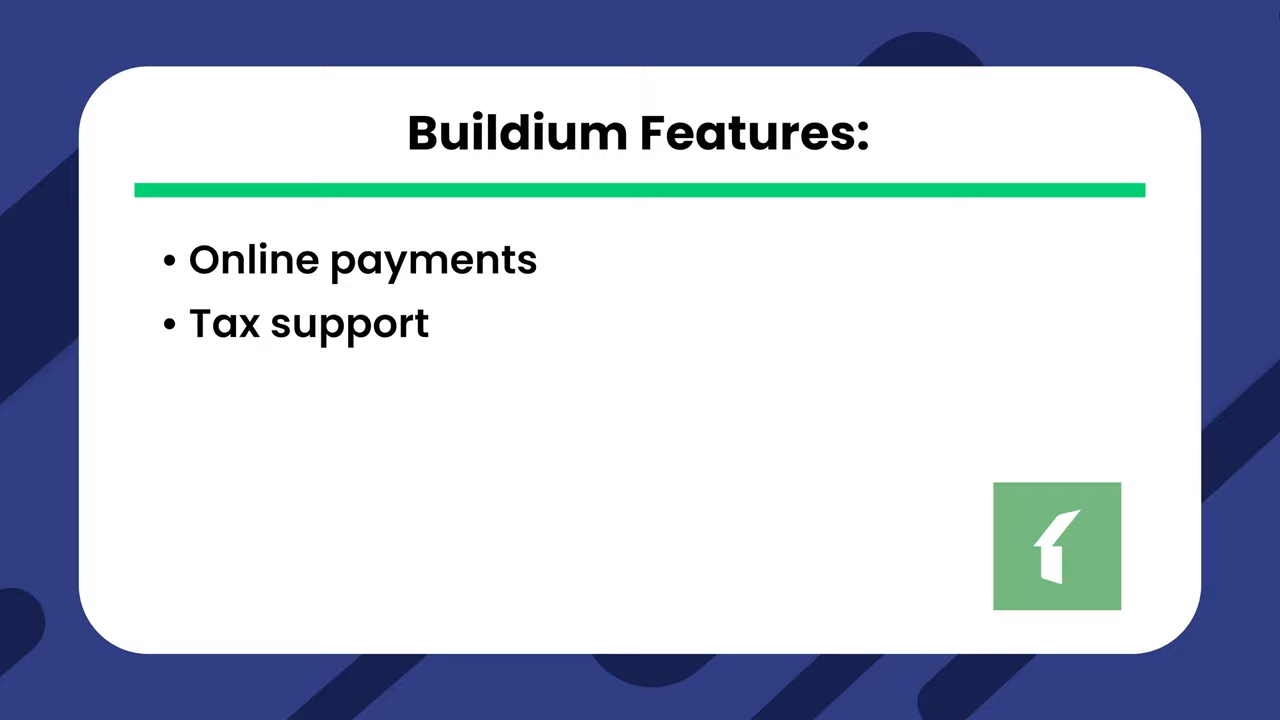 Buildium Features:
• Online payments
• Tax support